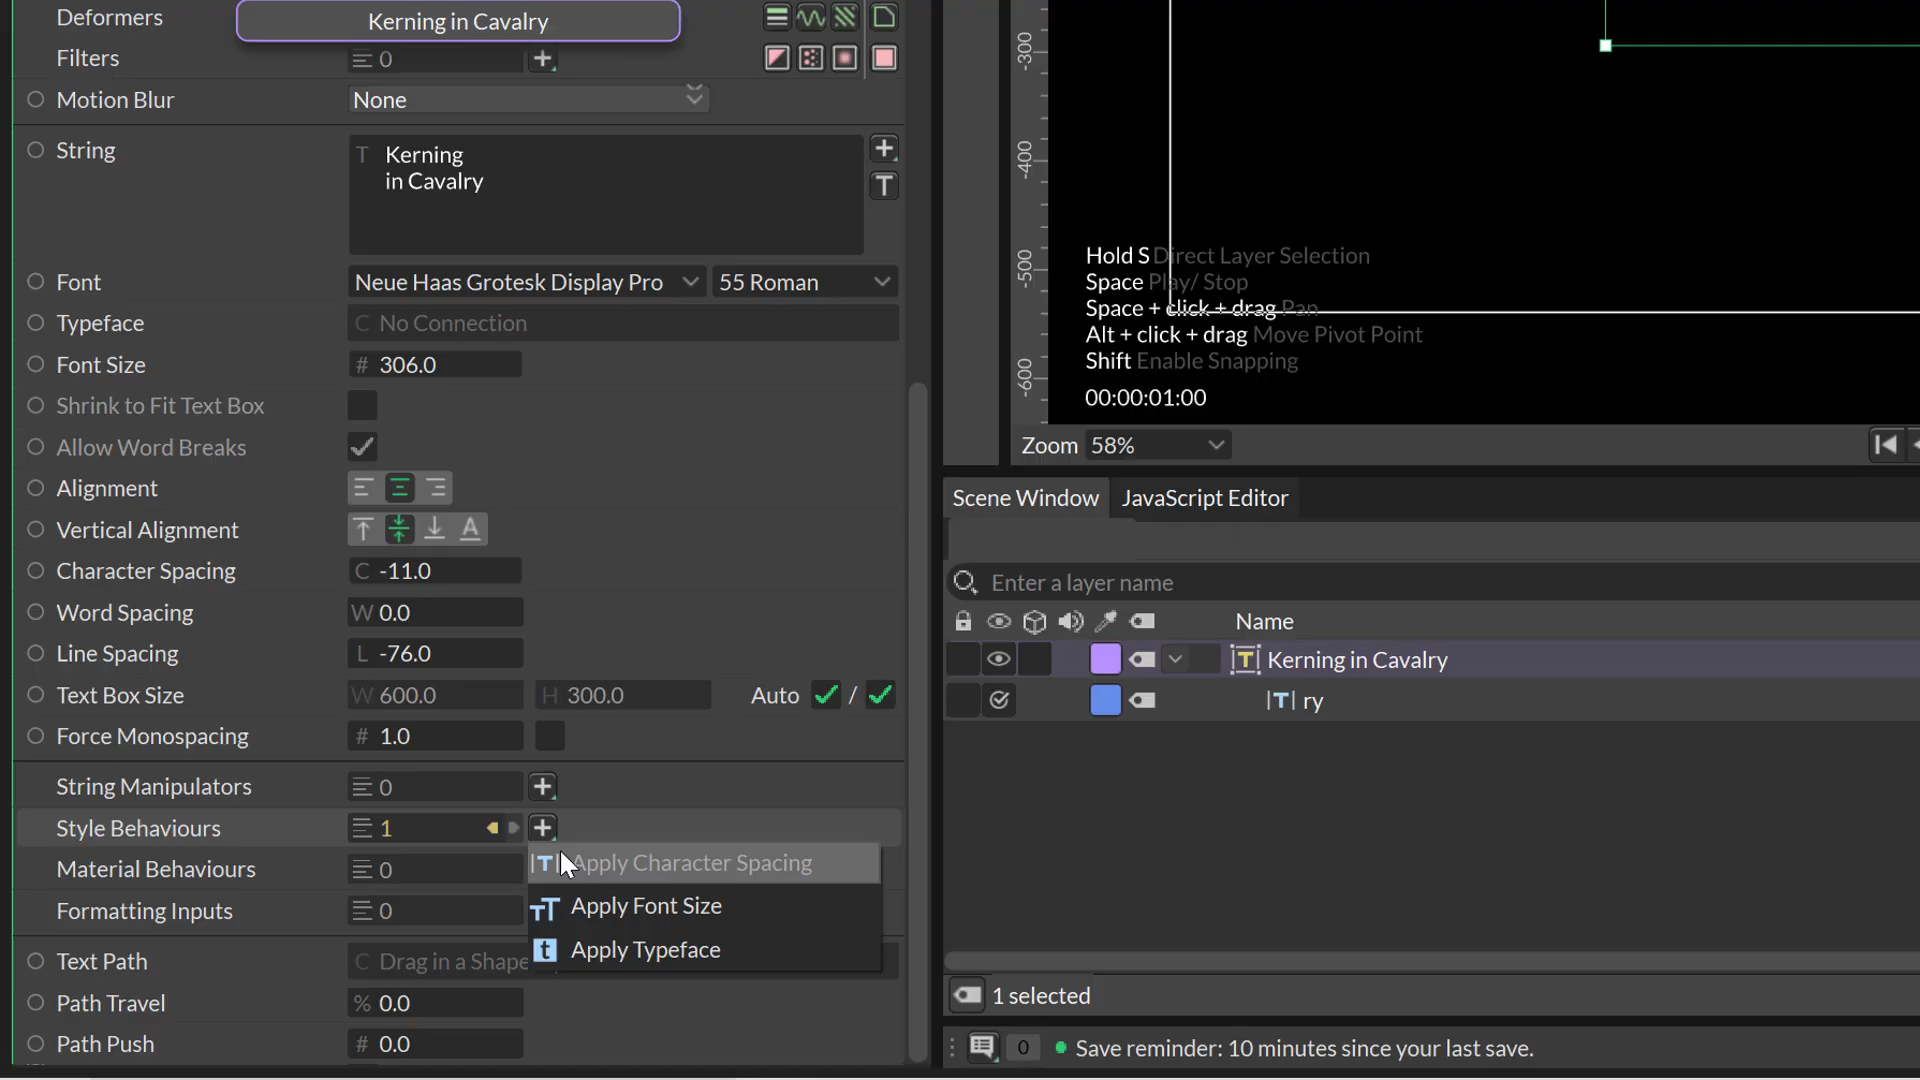 Deformers
Kerning in Cavalry
Filters 0
Motion Blur None
String T Kerning
in Cavalry
T
Font Neue Haas Grotesk Display Pro 55 Roman
Typeface C No Connection
Font Size # 306.0
Shrink to Fit Text Box
Allow Word Breaks
Alignment
Vertical Alignment A
Character Spacing C -11.0
Word Spacing W 0.0
Line Spacing L -76.0
Text Box Size W 600.0 H 300.0 Auto /
Force Monospacing # 1.0
String Manipulators 0
Style Behaviours 1
Material Behaviours 0
Formatting Inputs 0
T Apply Character Spacing
TT Apply Font Size
t Apply Typeface
Text Path C Drag in a Shape
Path Travel % 0.0
Path Push # 0.0
-300
-400
-500
-600
Hold S Direct Layer Selection
Space Play/ Stop
Space + click + drag Pan
Alt + click + drag Move Pivot Point
Shift Enable Snapping
00:00:01:00
Zoom 58%
Scene Window JavaScript Editor
Enter a layer name
Name
T Kerning in Cavalry
T ry
1 selected
0 Save reminder: 10 minutes since your last save.